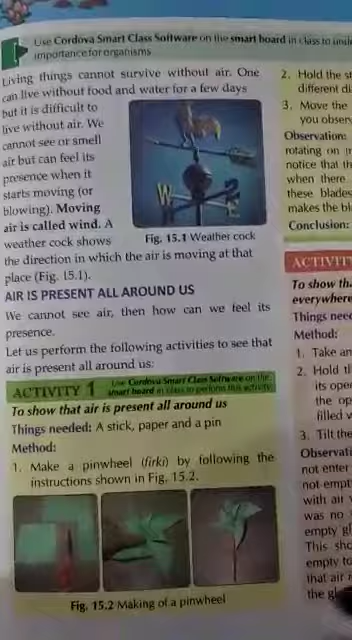 Use Cordova Smart Class Software on the smart board in class to
importance for organisms
Living things cannot survive without air. One
can live without food and water for a few days
but it is difficult to
live without air. We
cannot see or smell
air but can feel its
presence when it
starts moving (or
blowing). Moving
air is called wind. A
weather cock shows
the direction in which the air is moving at that
place (Fig. 15.1).
W
Fig. 15.1 Weather cock
AIR IS PRESENT ALL AROUND US
We cannot see air, then how can we feel its
presence.
Let us perform the following activities to see that
air is present all around us:
ACTIVITY 1
Use Cordova Smart Class Software on the
smart board in class to perform this activity
To show that air is present all around us
Things needed: A stick, paper and a pin
Method:
1. Make a pinwheel (firki) by following the
instructions shown in Fig. 15.2.
Fig. 15.2 Making of a pinwheel
2. Hold the
different
3. Move the
you
Observation:
rotating on
notice that
when there
these blades
makes the
Conclusion:
ACTIVITY
To show
everywhere
Things
Method:
1. Take an
2. Hold
its
the
filled
3. Tilt the
not enter
not empt
with air
was no
empty
This
empty to
that air
the